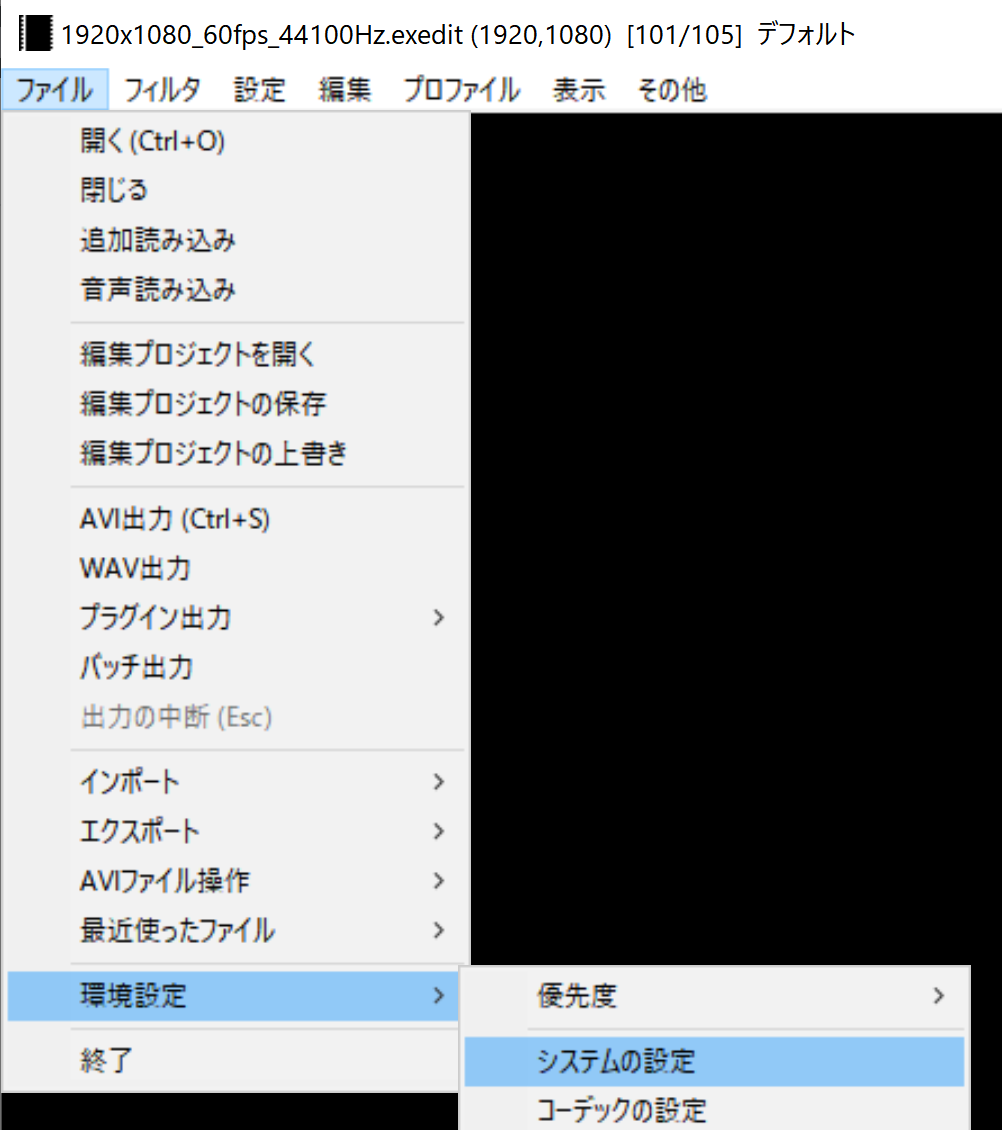 1920x1080_60fps_44100Hz.exedit (1920,1080) [101/105] デフォルト
ファイル フィルタ 設定 編集 プロファイル 表示 その他
開く (Ctrl+O)
閉じる
追加読み込み
音声読み込み
編集プロジェクトを開く
編集プロジェクトの保存
編集プロジェクトの上書き
AVI出力 (Ctrl+S)
WAV出力
プラグイン出力
バッチ出力
出力の中断 (Esc)
インポート
エクスポート
AVIファイル操作
最近使ったファイル
環境設定
終了
優先度
システムの設定
コーデックの設定